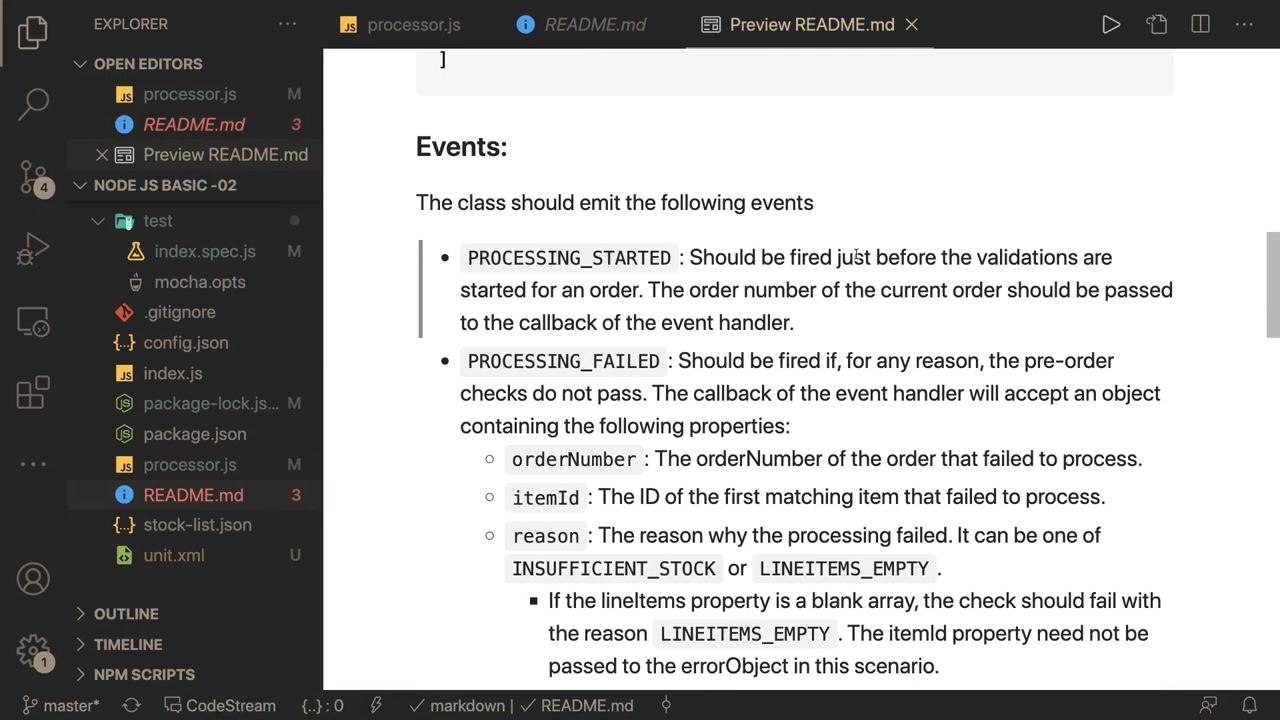 EXPLORER
processor.js
README.md
Preview README.md
OPEN EDITORS
processor.js M
README.md 3
Preview README.md
NODE JS BASIC -02
test
index.spec.js M
mocha.opts
.gitignore
config.json
index.js
package-lock.js... M
package.json
processor.js M
README.md 3
stock-list.json
unit.xml U
OUTLINE
TIMELINE
NPM SCRIPTS
4
1
]
Events:
The class should emit the following events
PROCESSING_STARTED : Should be fired just before the validations are
started for an order. The order number of the current order should be passed
to the callback of the event handler.
PROCESSING_FAILED : Should be fired if, for any reason, the pre-order
checks do not pass. The callback of the event handler will accept an object
containing the following properties:
orderNumber : The orderNumber of the order that failed to process.
itemId : The ID of the first matching item that failed to process.
reason : The reason why the processing failed. It can be one of
INSUFFICIENT_STOCK or LINEITEMS_EMPTY .
If the lineItems property is a blank array, the check should fail with
the reason LINEITEMS_EMPTY . The itemId property need not be
passed to the errorObject in this scenario.
master* CodeStream {..} : 0 markdown | README.md